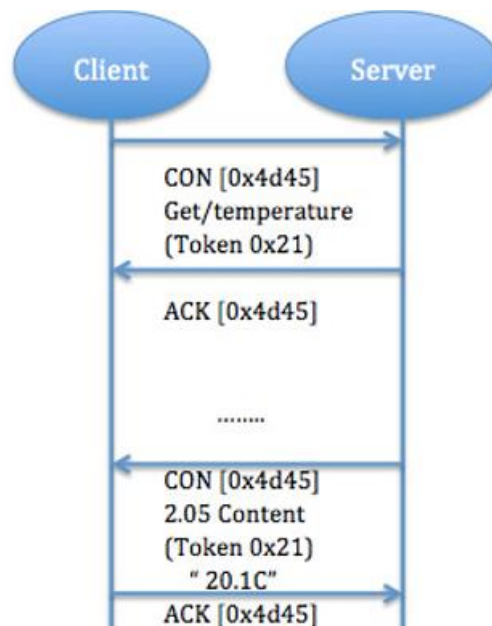 Client
Server
CON [0x4d45]
Get/temperature
(Token 0x21)
ACK [0x4d45]
........
CON [0x4d45]
2.05 Content
(Token 0x21)
“ 20.1C”
ACK [0x4d45]